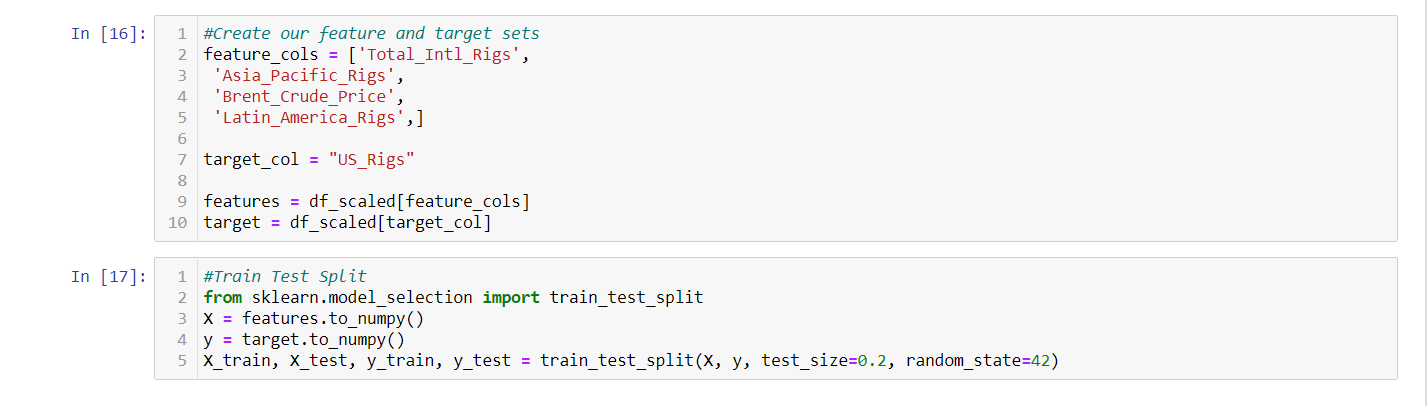 In [16]:
1 #Create our feature and target sets
2 feature_cols = ['Total_Intl_Rigs',
3  'Asia_Pacific_Rigs',
4  'Brent_Crude_Price',
5  'Latin_America_Rigs',]
6
7 target_col = "US_Rigs"
8
9 features = df_scaled[feature_cols]
10 target = df_scaled[target_col]
In [17]:
1 #Train Test Split
2 from sklearn.model_selection import train_test_split
3 X = features.to_numpy()
4 y = target.to_numpy()
5 X_train, X_test, y_train, y_test = train_test_split(X, y, test_size=0.2, random_state=42)